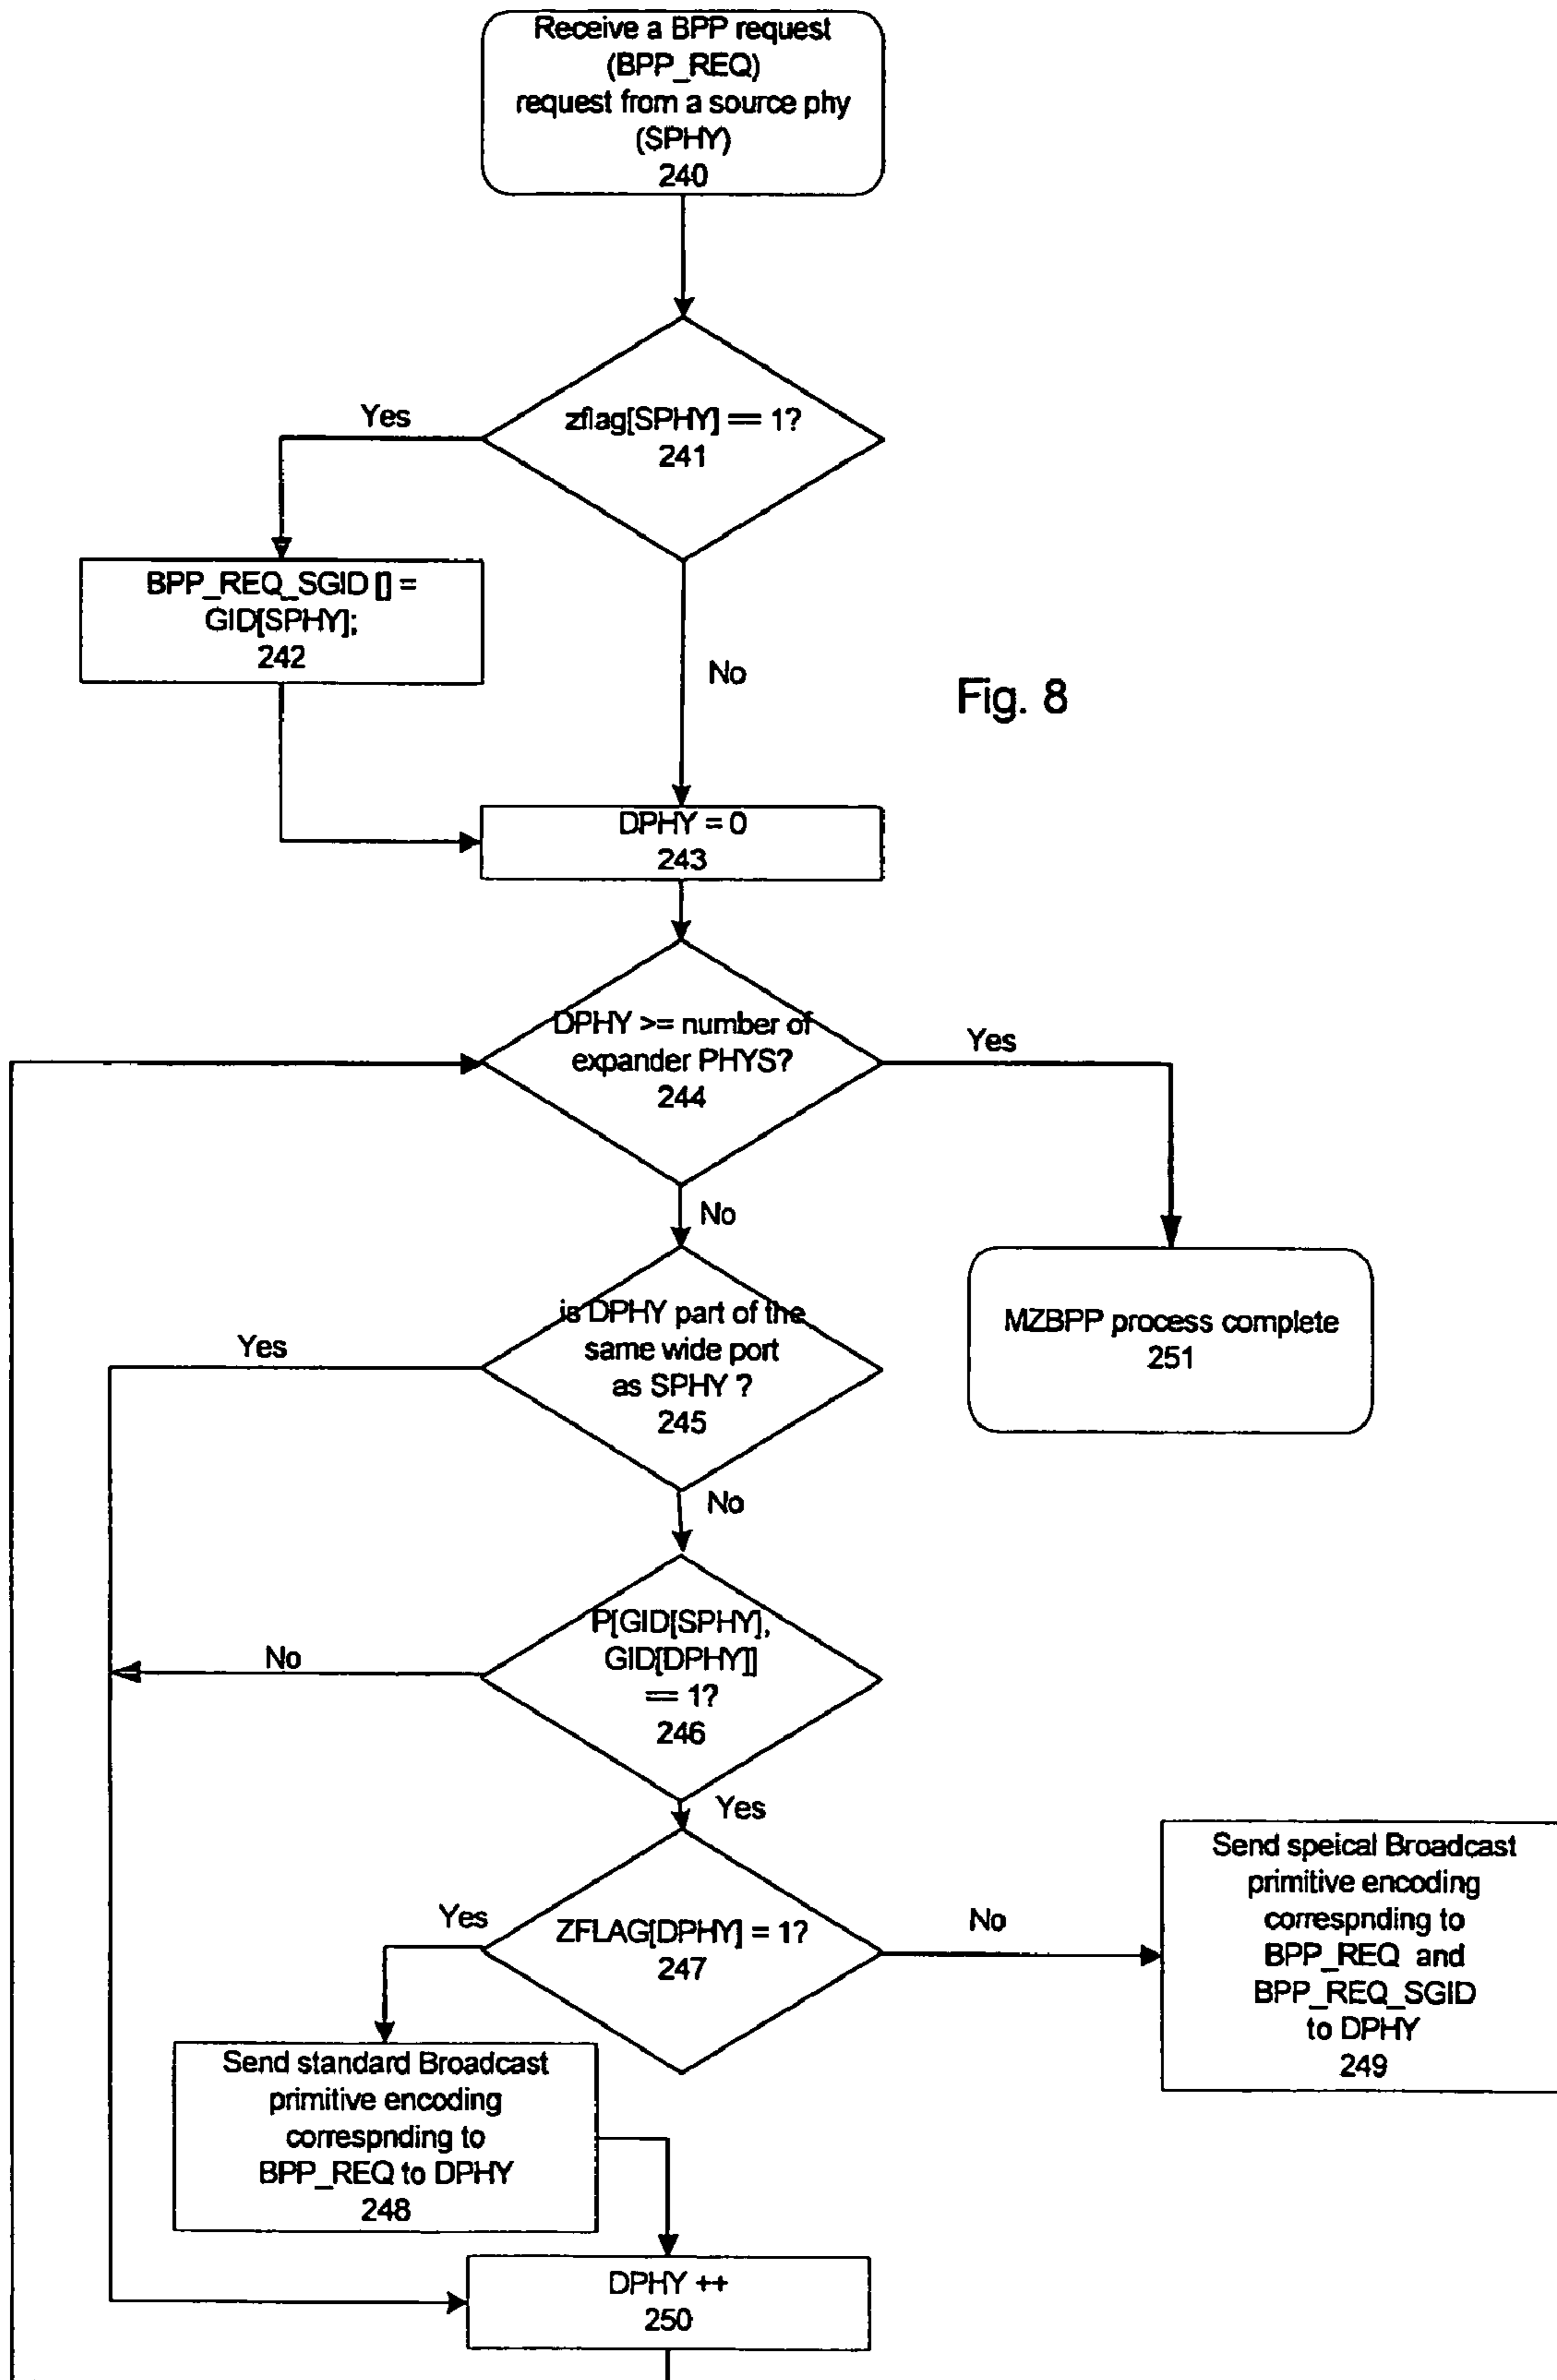 Receive a BPP request
(BPP_REQ)
request from a source phy
(SPHY)
240
zflag[SPHY] == 1?
241
Yes
BPP_REQ_SGID [] =
GID[SPHY];
242
No
Fig. 8
DPHY = 0
243
DPHY >= number of
expander PHYS?
244
Yes
No
is DPHY part of the
same wide port
as SPHY ?
245
Yes
MZBPP process complete
251
No
P[GID[SPHY],
GID[DPHY]]
== 1?
246
No
Yes
ZFLAG[DPHY] = 1?
247
Yes
No
Send speical Broadcast
primitive encoding
correspnding to
BPP_REQ and
BPP_REQ_SGID
to DPHY
249
Send standard Broadcast
primitive encoding
correspnding to
BPP_REQ to DPHY
248
DPHY ++
250